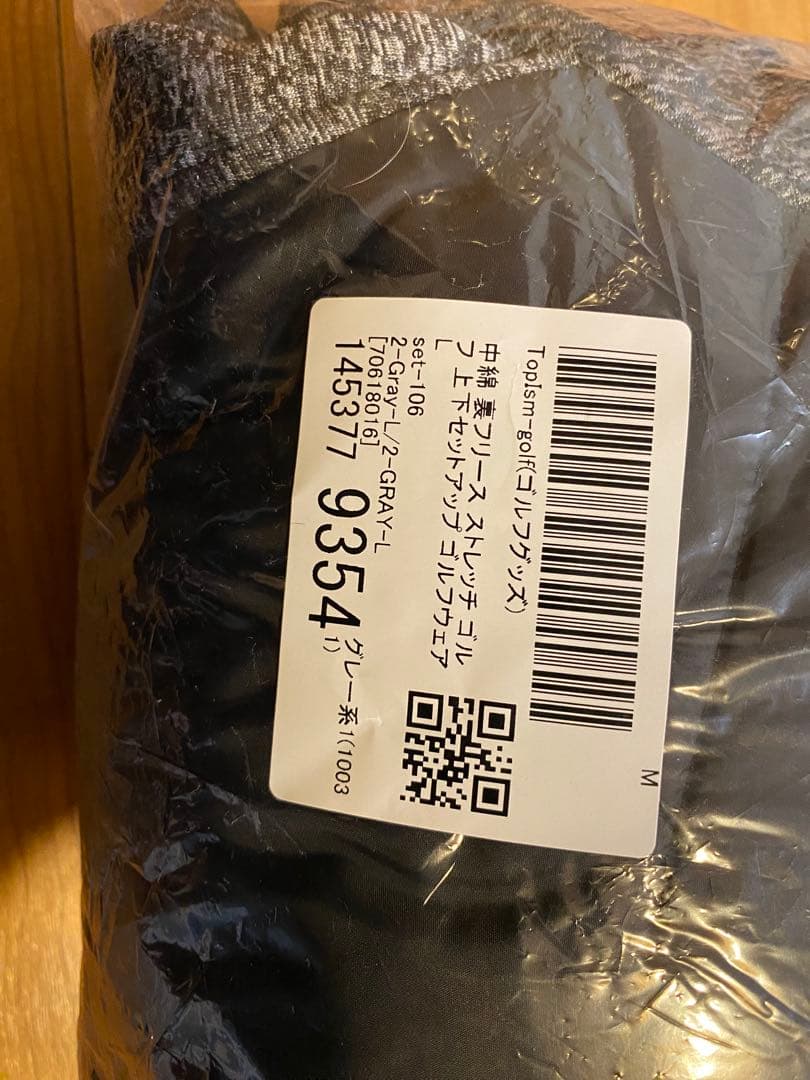 M
TopIsm-golf(ゴルフグッズ)
中綿 裏フリース ストレッチ ゴル
フ 上下セットアップ ゴルフウェア
L
set-106
2-Gray-L/2-GRAY-L
[70618016]
145377 9354 グレー系1(1003
1)